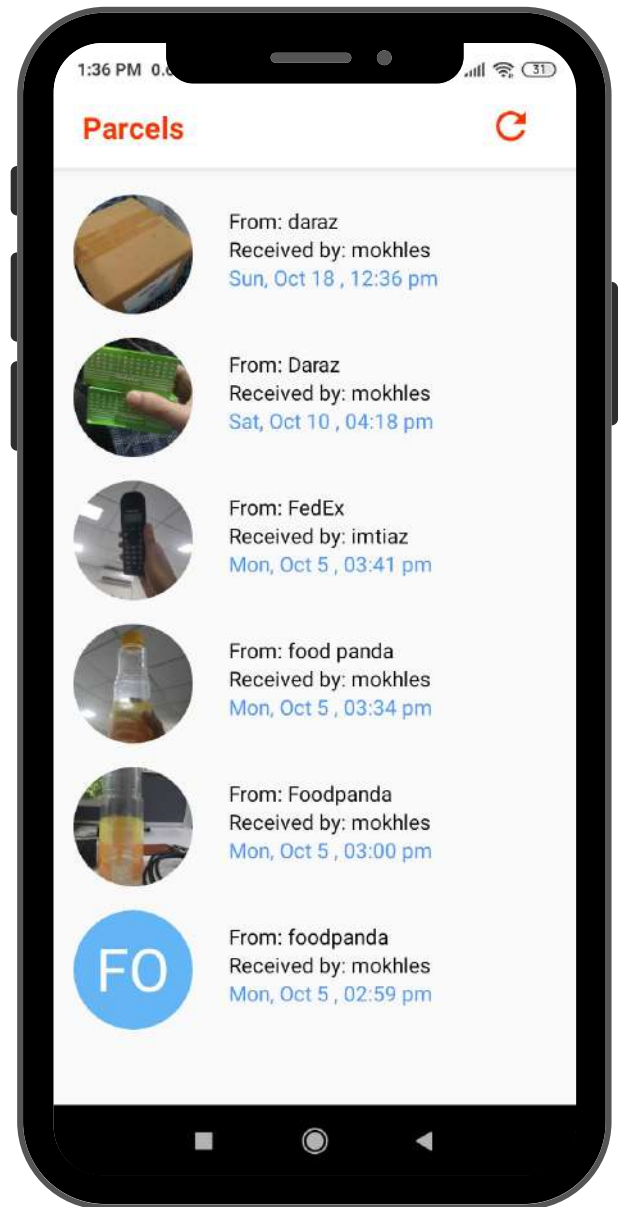 1:36 PM
31
Parcels
From: daraz
Received by: mokhles
Sun, Oct 18 , 12:36 pm
From: Daraz
Received by: mokhles
Sat, Oct 10 , 04:18 pm
From: FedEx
Received by: imtiaz
Mon, Oct 5 , 03:41 pm
From: food panda
Received by: mokhles
Mon, Oct 5 , 03:34 pm
From: Foodpanda
Received by: mokhles
Mon, Oct 5 , 03:00 pm
FO
From: foodpanda
Received by: mokhles
Mon, Oct 5 , 02:59 pm